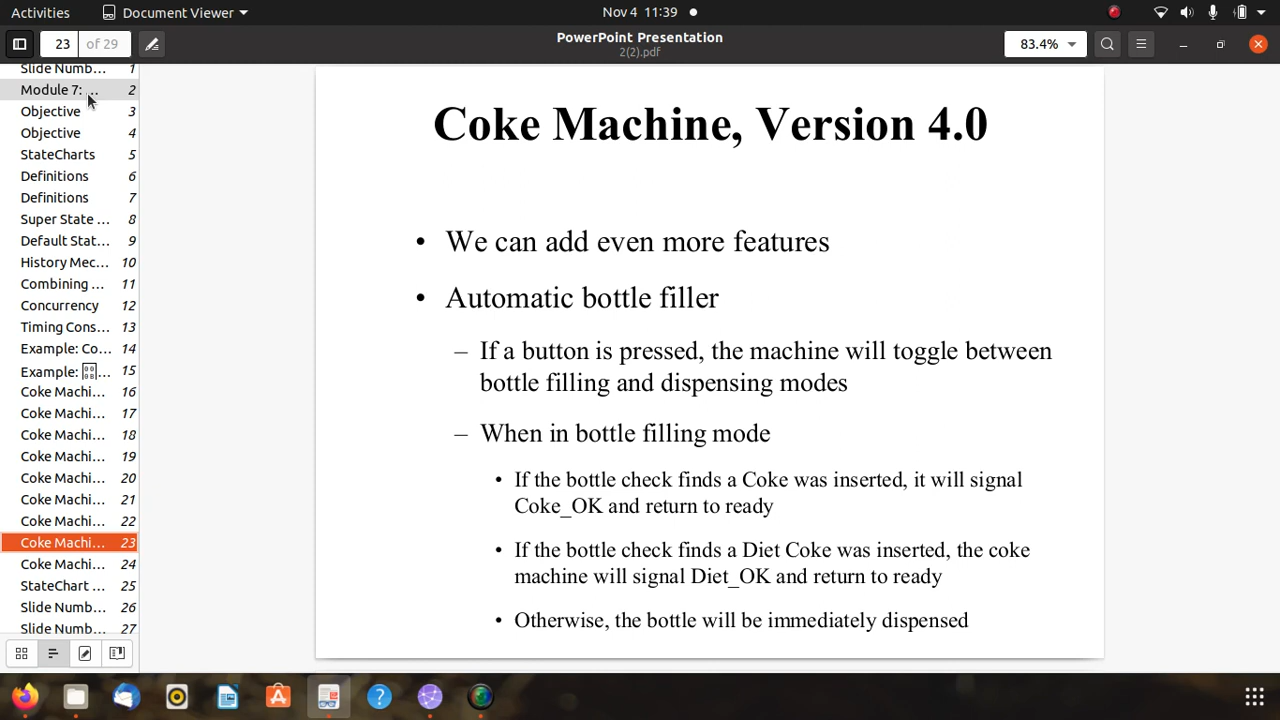 Activities
Document Viewer
Nov 4 11:39
23 of 29
PowerPoint Presentation
2(2).pdf
83.4%
Slide Numb... 1
Module 7: ... 2
Objective 3
Objective 4
StateCharts 5
Definitions 6
Definitions 7
Super State ... 8
Default Stat... 9
History Mec... 10
Combining ... 11
Concurrency 12
Timing Cons... 13
Example: Co... 14
Example: ... 15
Coke Machi... 16
Coke Machi... 17
Coke Machi... 18
Coke Machi... 19
Coke Machi... 20
Coke Machi... 21
Coke Machi... 22
Coke Machi... 23
Coke Machi... 24
StateChart ... 25
Slide Numb... 26
Slide Numb... 27
Coke Machine, Version 4.0
• We can add even more features
• Automatic bottle filler
– If a button is pressed, the machine will toggle between
bottle filling and dispensing modes
– When in bottle filling mode
• If the bottle check finds a Coke was inserted, it will signal
Coke_OK and return to ready
• If the bottle check finds a Diet Coke was inserted, the coke
machine will signal Diet_OK and return to ready
• Otherwise, the bottle will be immediately dispensed